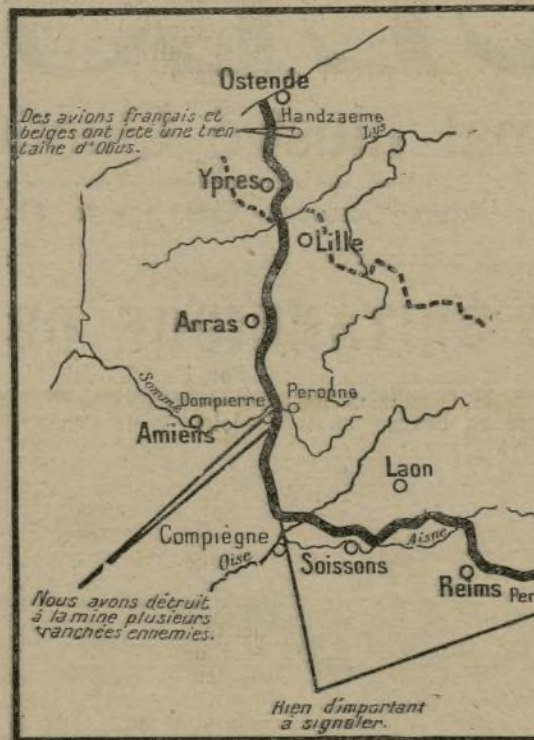 Ostende
Des avions français et
belges ont jeté une tren
taine d'Obus.
Handzaeme
Lys
Ypres
Lille
Arras
Somme
Dompierre
Peronne
Amiens
Laon
Compiègne
Oise
Soissons
Aisne
Reims
Per
Nous avons détruit
à la mine plusieurs
tranchées ennemies.
Rien d'important
à signaler.